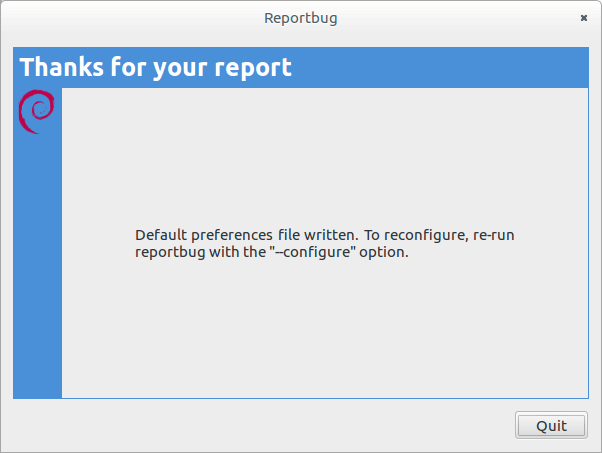 Reportbug
Thanks for your report
Default preferences file written. To reconfigure, re-run
reportbug with the "--configure" option.
Quit